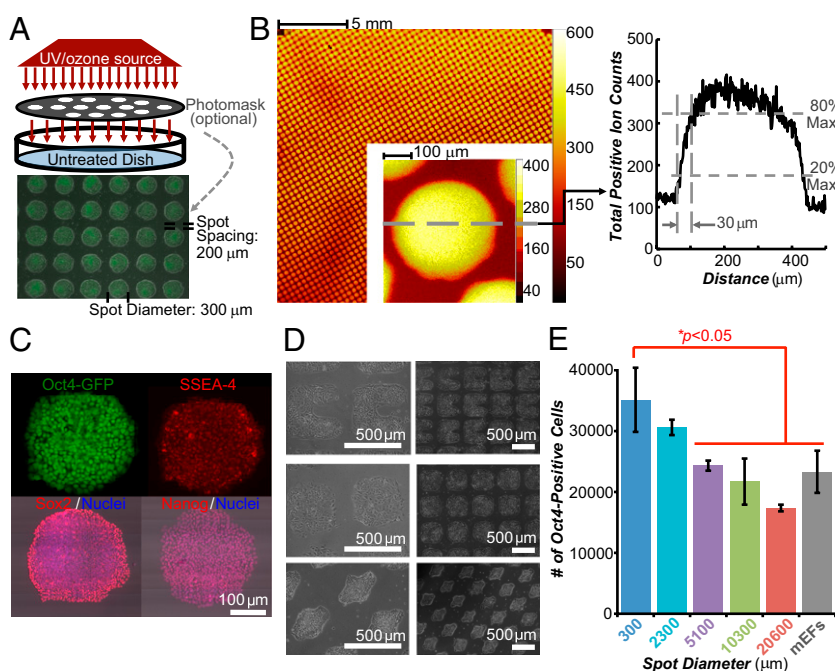 A
UV/ozone source
Photomask
(optional)
Untreated Dish
Spot
Spacing:
200 μm
Spot Diameter: 300 μm
B
5 mm
600
450
300
150
50
100 μm
400
280
160
40
Total Positive Ion Counts
500
400
300
200
100
0
80%
Max
20%
Max
30 μm
0 200 400
Distance (μm)
C
Oct4-GFP
SSEA-4
Sox2/Nuclei
Nanog/Nuclei
100 μm
D
500 μm
500 μm
500 μm
500 μm
500 μm
500 μm
E
*p<0.05
# of Oct4-Positive Cells
40000
30000
20000
10000
0
300
2300
5100
10300
20600
mEFs
Spot Diameter (μm)